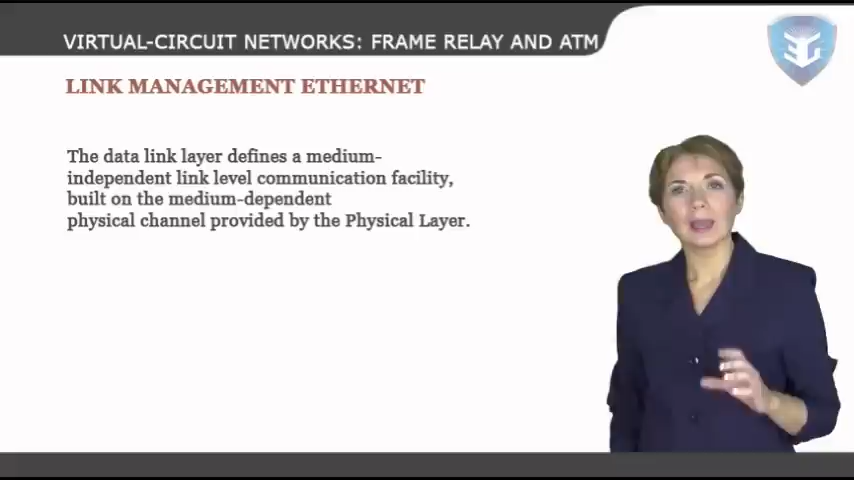 VIRTUAL-CIRCUIT NETWORKS: FRAME RELAY AND ATM
LINK MANAGEMENT ETHERNET
The data link layer defines a medium-
independent link level communication facility,
built on the medium-dependent
physical channel provided by the Physical Layer.